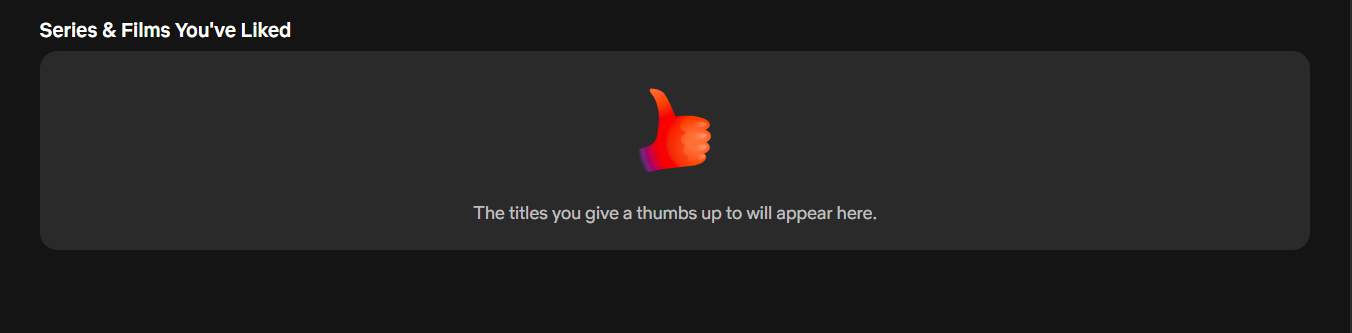 Series & Films You've Liked
The titles you give a thumbs up to will appear here.